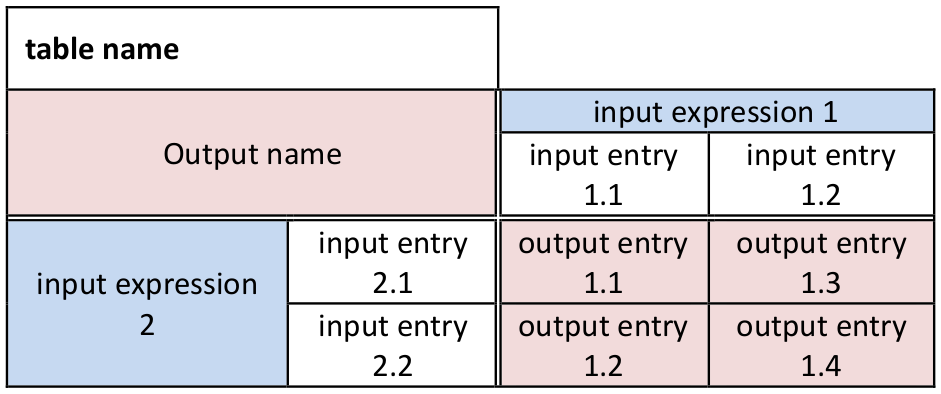 table name
input expression 1
Output name
input entry
1.1
input entry
1.2
input expression
2
input entry
2.1
output entry
1.1
output entry
1.3
input entry
2.2
output entry
1.2
output entry
1.4